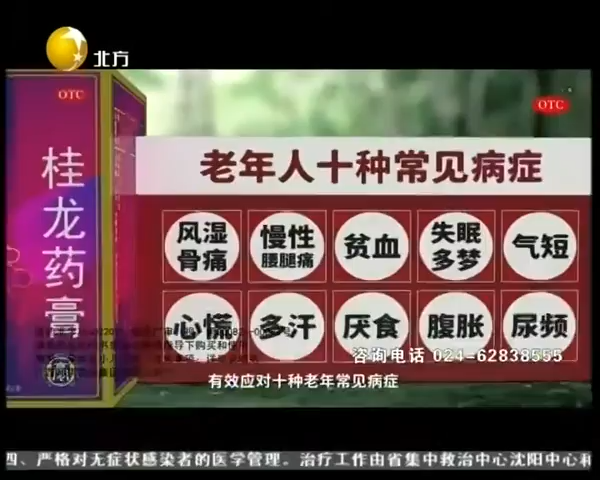 北方
OTC
OTC
桂龙药膏
老年人十种常见病症
风湿骨痛
慢性腰腿痛
贫血
失眠多梦
气短
心慌
多汗
厌食
腹胀
尿频
咨询电话 024-62838555
有效应对十种老年常见病症
四、严格对无症状感染者的医学管理。治疗工作由省集中救治中心沈阳中心和